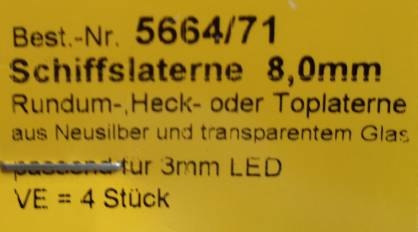 Best.-Nr. 5664/71
Schiffslaterne 8,0mm
Rundum-,Heck- oder Toplaterne
aus Neusilber und transparentem Glas
passend für 3mm LED
VE = 4 Stück